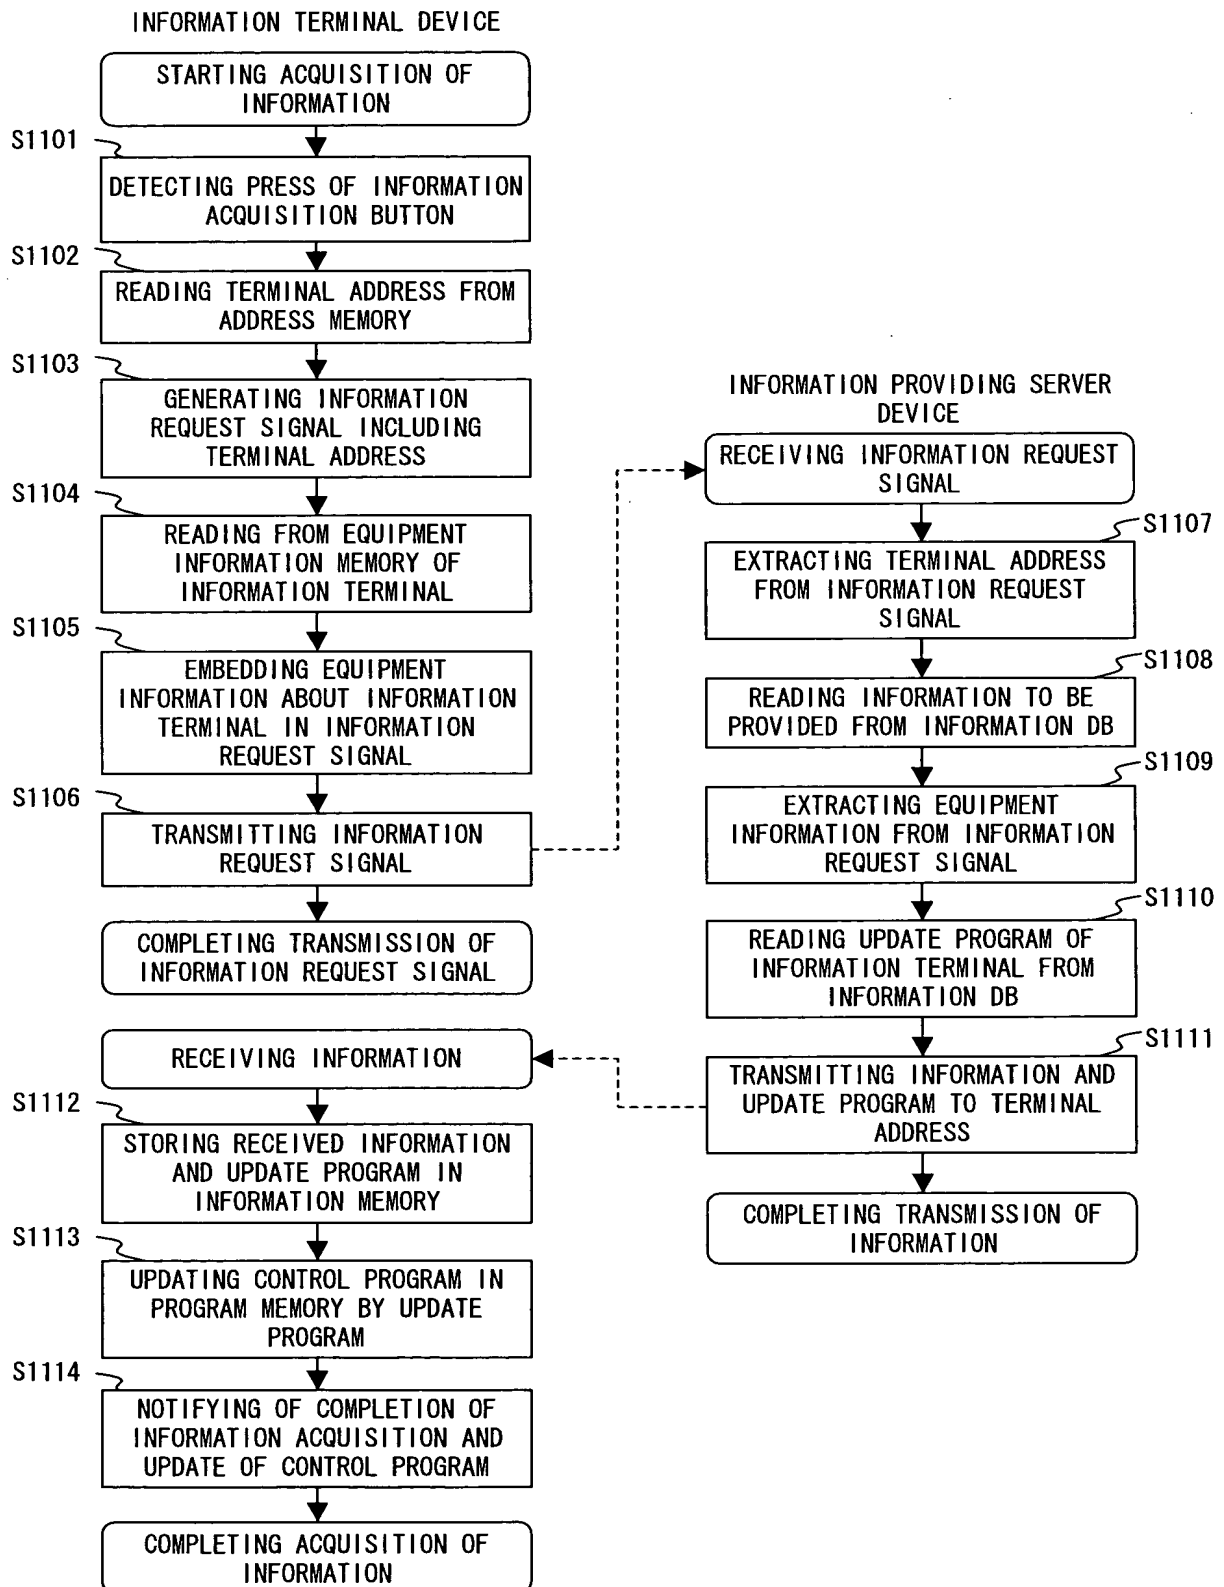 INFORMATION TERMINAL DEVICE
STARTING ACQUISITION OF
INFORMATION
S1101
DETECTING PRESS OF INFORMATION
ACQUISITION BUTTON
S1102
READING TERMINAL ADDRESS FROM
ADDRESS MEMORY
S1103
GENERATING INFORMATION
REQUEST SIGNAL INCLUDING
TERMINAL ADDRESS
S1104
READING FROM EQUIPMENT
INFORMATION MEMORY OF
INFORMATION TERMINAL
S1105
EMBEDDING EQUIPMENT
INFORMATION ABOUT INFORMATION
TERMINAL IN INFORMATION
REQUEST SIGNAL
S1106
TRANSMITTING INFORMATION
REQUEST SIGNAL
COMPLETING TRANSMISSION OF
INFORMATION REQUEST SIGNAL
INFORMATION PROVIDING SERVER
DEVICE
RECEIVING INFORMATION REQUEST
SIGNAL
S1107
EXTRACTING TERMINAL ADDRESS
FROM INFORMATION REQUEST
SIGNAL
S1108
READING INFORMATION TO BE
PROVIDED FROM INFORMATION DB
S1109
EXTRACTING EQUIPMENT
INFORMATION FROM INFORMATION
REQUEST SIGNAL
S1110
READING UPDATE PROGRAM OF
INFORMATION TERMINAL FROM
INFORMATION DB
S1111
TRANSMITTING INFORMATION AND
UPDATE PROGRAM TO TERMINAL
ADDRESS
COMPLETING TRANSMISSION OF
INFORMATION
RECEIVING INFORMATION
S1112
STORING RECEIVED INFORMATION
AND UPDATE PROGRAM IN
INFORMATION MEMORY
S1113
UPDATING CONTROL PROGRAM IN
PROGRAM MEMORY BY UPDATE
PROGRAM
S1114
NOTIFYING OF COMPLETION OF
INFORMATION ACQUISITION AND
UPDATE OF CONTROL PROGRAM
COMPLETING ACQUISITION OF
INFORMATION